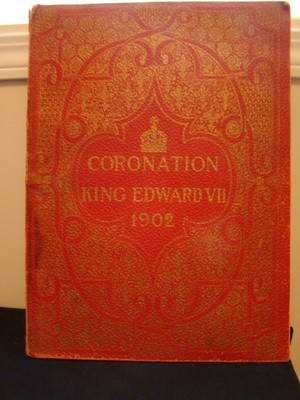 CORONATION
KING EDWARD VII
1902